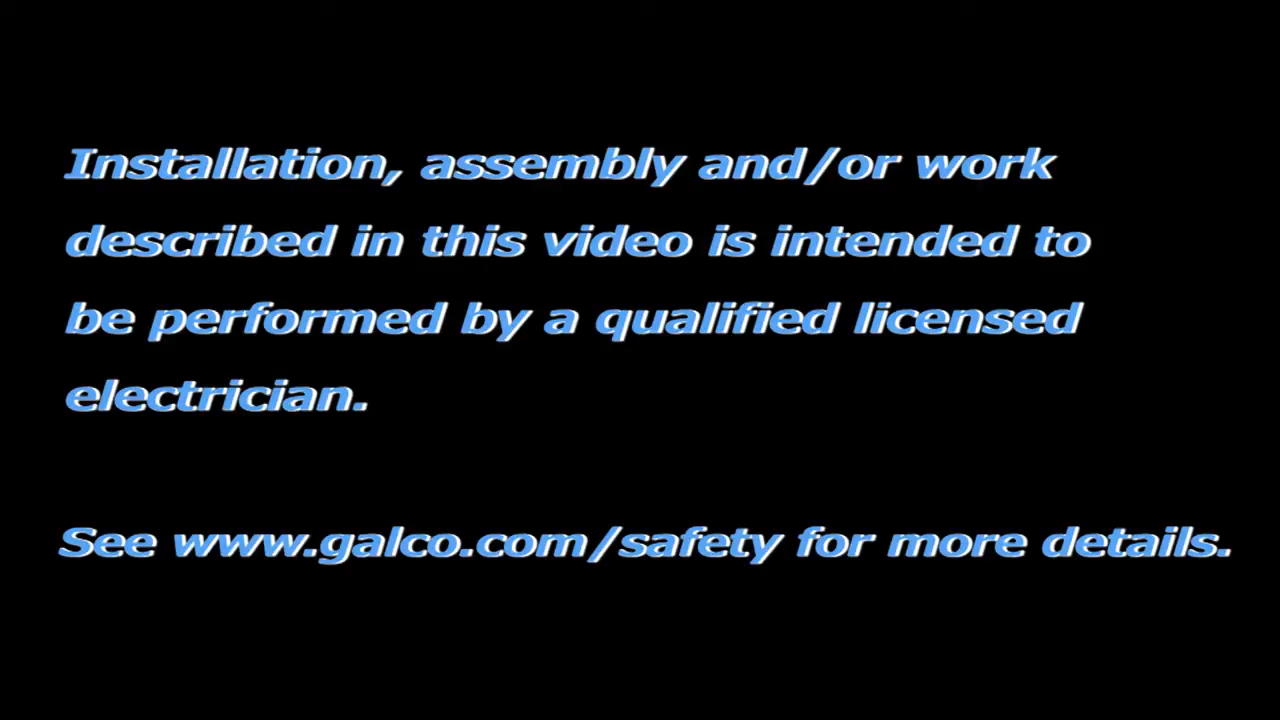 Installation, assembly and/or work
described in this video is intended to
be performed by a qualified licensed
electrician.
See www.galco.com/safety for more details.